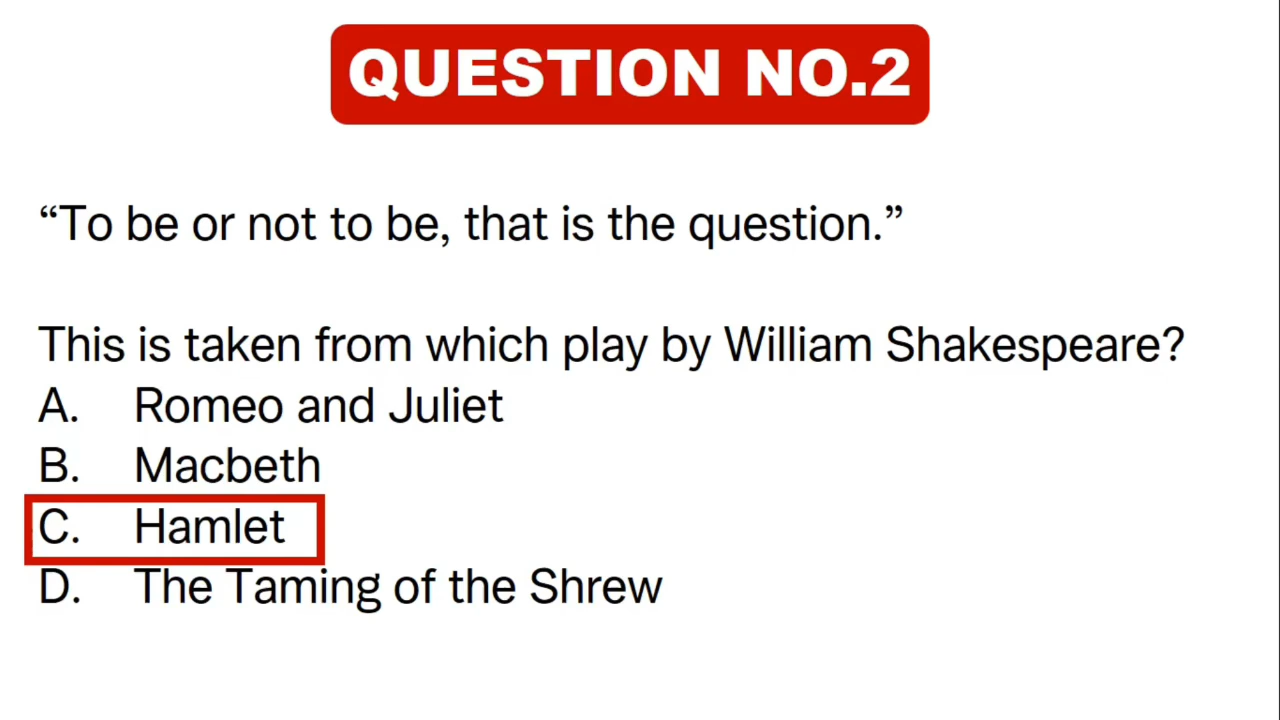 QUESTION NO.2
“To be or not to be, that is the question.”
This is taken from which play by William Shakespeare?
A. Romeo and Juliet
B. Macbeth
C. Hamlet
D. The Taming of the Shrew